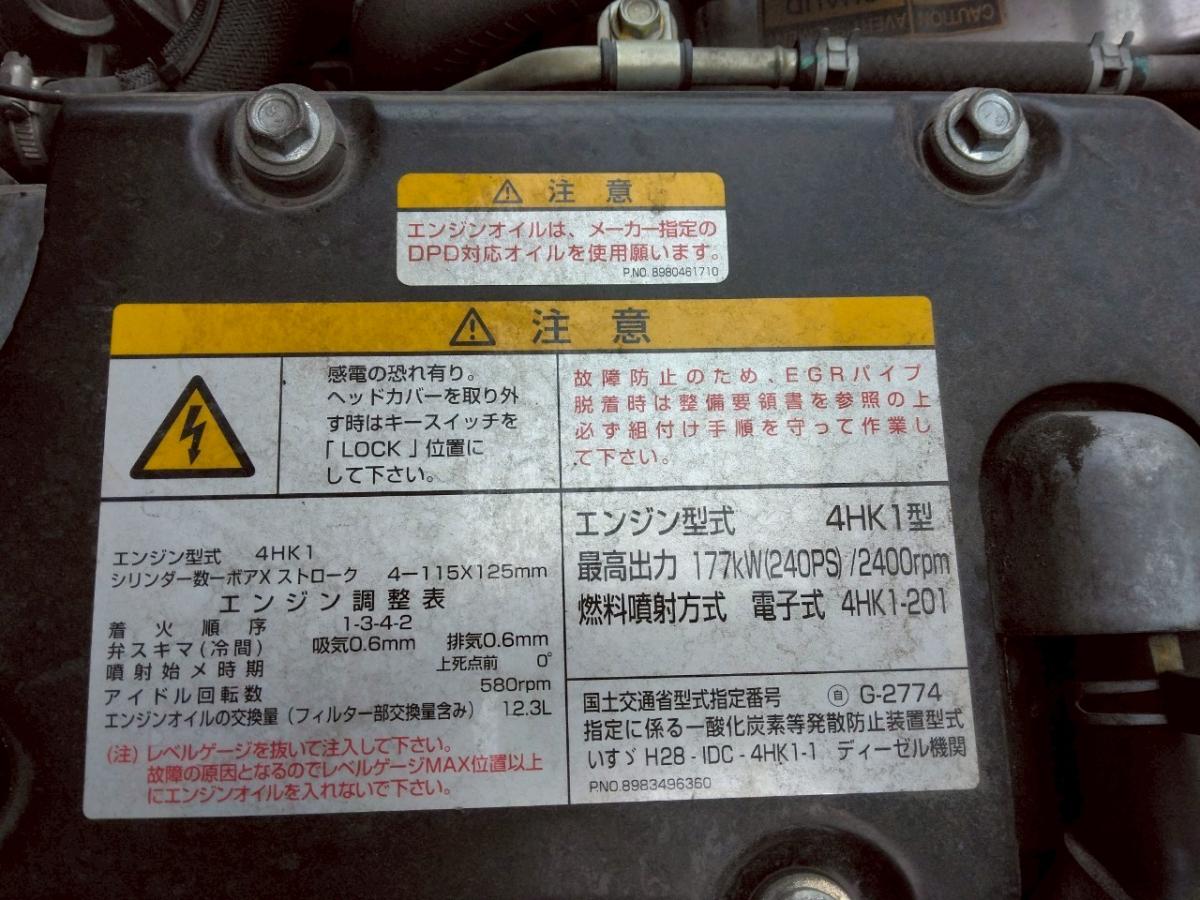 CAUTION AVERT
注意
エンジンオイルは、メーカー指定の
DPD対応オイルを使用願います。
P.NO. 8980461710
注意
感電の恐れ有り。
ヘッドカバーを取り外
す時はキースイッチを
「LOCK」位置に
して下さい。
故障防止のため、EGRパイプ
脱着時は整備要領書を参照の上
必ず組付け手順を守って作業し
て下さい。
エンジン型式 4HK1
シリンダー数ーボアX ストローク 4ー115X125mm
エンジン調整表
着火順序 1-3-4-2
弁スキマ(冷間) 吸気0.6mm 排気0.6mm
噴射始メ時期 上死点前 0°
アイドル回転数 580rpm
エンジンオイルの交換量(フィルター部交換量含み) 12.3L
(注)レベルゲージを抜いて注入して下さい。
故障の原因となるのでレベルゲージMAX位置以上
にエンジンオイルを入れないで下さい。
エンジン型式 4HK1型
最高出力 177kW(240PS)/2400rpm
燃料噴射方式 電子式 4HK1-201
国土交通省型式指定番号 自 G-2774
指定に係る一酸化炭素等発散防止装置型式
いすゞ H28-IDC-4HK1-1 ディーゼル機関
PNO.8983496360